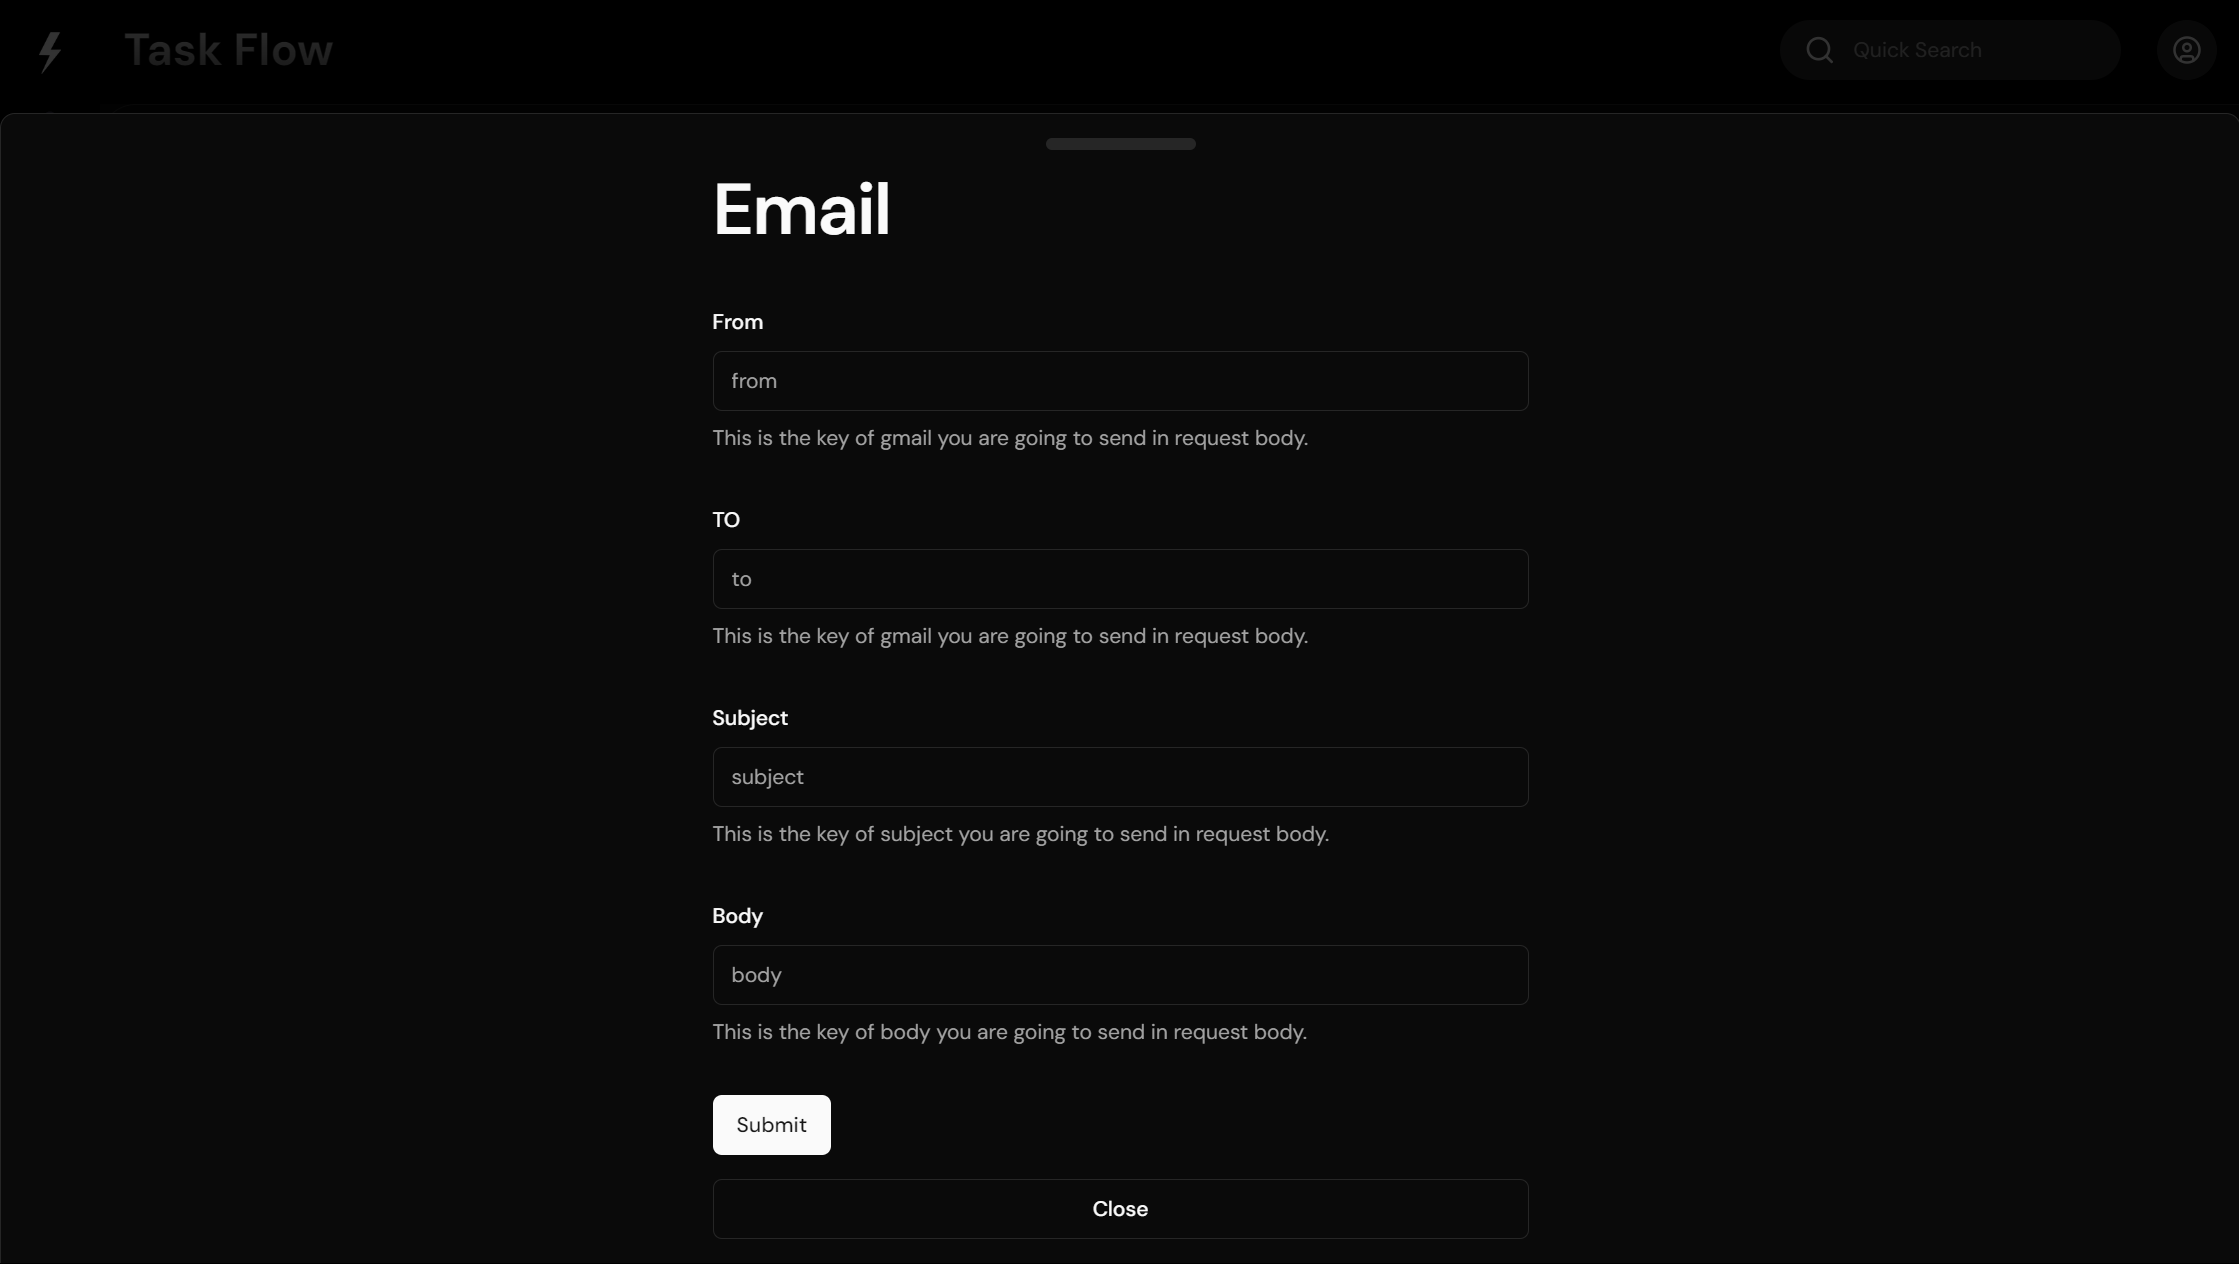 Task Flow
Quick Search
Email
From
from
This is the key of gmail you are going to send in request body.
TO
to
This is the key of gmail you are going to send in request body.
Subject
subject
This is the key of subject you are going to send in request body.
Body
body
This is the key of body you are going to send in request body.
Submit
Close